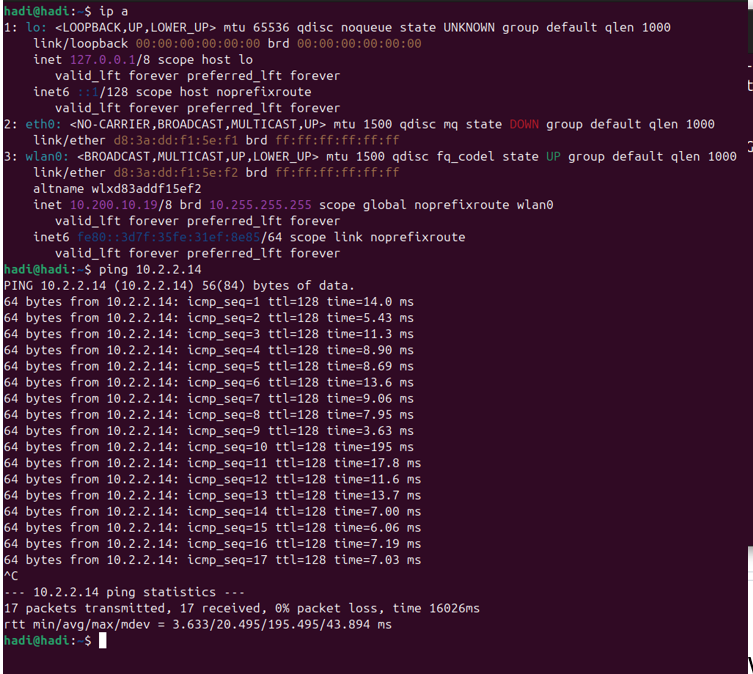 hadi@hadi:~$ ip a
1: lo: <LOOPBACK,UP,LOWER_UP> mtu 65536 qdisc noqueue state UNKNOWN group default qlen 1000
    link/loopback 00:00:00:00:00:00 brd 00:00:00:00:00:00
    inet 127.0.0.1/8 scope host lo
       valid_lft forever preferred_lft forever
    inet6 ::1/128 scope host noprefixroute
       valid_lft forever preferred_lft forever
2: eth0: <NO-CARRIER,BROADCAST,MULTICAST,UP> mtu 1500 qdisc mq state DOWN group default qlen 1000
    link/ether d8:3a:dd:f1:5e:f1 brd ff:ff:ff:ff:ff:ff
3: wlan0: <BROADCAST,MULTICAST,UP,LOWER_UP> mtu 1500 qdisc fq_codel state UP group default qlen 1000
    link/ether d8:3a:dd:f1:5e:f2 brd ff:ff:ff:ff:ff:ff
    altname wlxd83addf15ef2
    inet 10.200.10.19/8 brd 10.255.255.255 scope global noprefixroute wlan0
       valid_lft forever preferred_lft forever
    inet6 fe80::3d7f:35fe:31ef:8e85/64 scope link noprefixroute
       valid_lft forever preferred_lft forever
hadi@hadi:~$ ping 10.2.2.14
PING 10.2.2.14 (10.2.2.14) 56(84) bytes of data.
64 bytes from 10.2.2.14: icmp_seq=1 ttl=128 time=14.0 ms
64 bytes from 10.2.2.14: icmp_seq=2 ttl=128 time=5.43 ms
64 bytes from 10.2.2.14: icmp_seq=3 ttl=128 time=11.3 ms
64 bytes from 10.2.2.14: icmp_seq=4 ttl=128 time=8.90 ms
64 bytes from 10.2.2.14: icmp_seq=5 ttl=128 time=8.69 ms
64 bytes from 10.2.2.14: icmp_seq=6 ttl=128 time=13.6 ms
64 bytes from 10.2.2.14: icmp_seq=7 ttl=128 time=9.06 ms
64 bytes from 10.2.2.14: icmp_seq=8 ttl=128 time=7.95 ms
64 bytes from 10.2.2.14: icmp_seq=9 ttl=128 time=3.63 ms
64 bytes from 10.2.2.14: icmp_seq=10 ttl=128 time=195 ms
64 bytes from 10.2.2.14: icmp_seq=11 ttl=128 time=17.8 ms
64 bytes from 10.2.2.14: icmp_seq=12 ttl=128 time=11.6 ms
64 bytes from 10.2.2.14: icmp_seq=13 ttl=128 time=13.7 ms
64 bytes from 10.2.2.14: icmp_seq=14 ttl=128 time=7.00 ms
64 bytes from 10.2.2.14: icmp_seq=15 ttl=128 time=6.06 ms
64 bytes from 10.2.2.14: icmp_seq=16 ttl=128 time=7.19 ms
64 bytes from 10.2.2.14: icmp_seq=17 ttl=128 time=7.03 ms
^C
--- 10.2.2.14 ping statistics ---
17 packets transmitted, 17 received, 0% packet loss, time 16026ms
rtt min/avg/max/mdev = 3.633/20.495/195.495/43.894 ms
hadi@hadi:~$